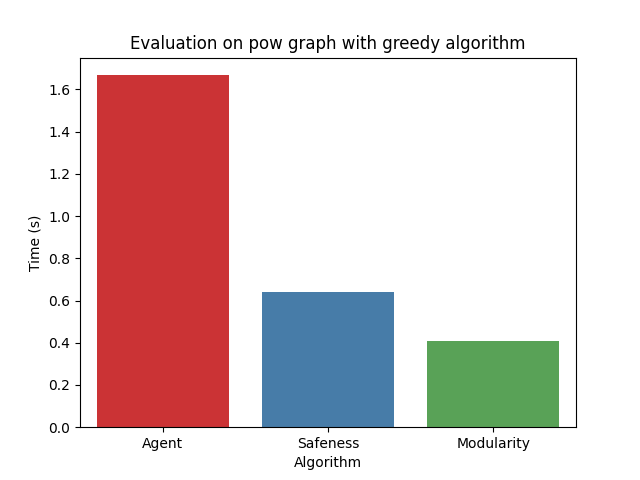 Evaluation on pow graph with greedy algorithm
Time (s)
1.6
1.4
1.2
1.0
0.8
0.6
0.4
0.2
0.0
Agent Safeness Modularity
Algorithm